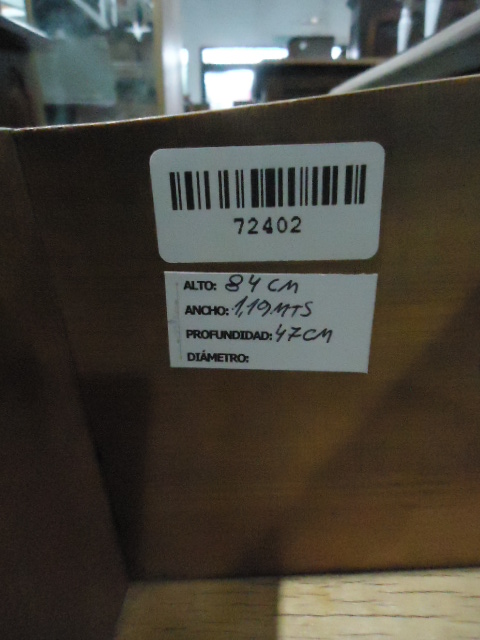 72402
ALTO: 84 CM
ANCHO: 1,19 MTS
PROFUNDIDAD: 47 CM
DIÁMETRO: